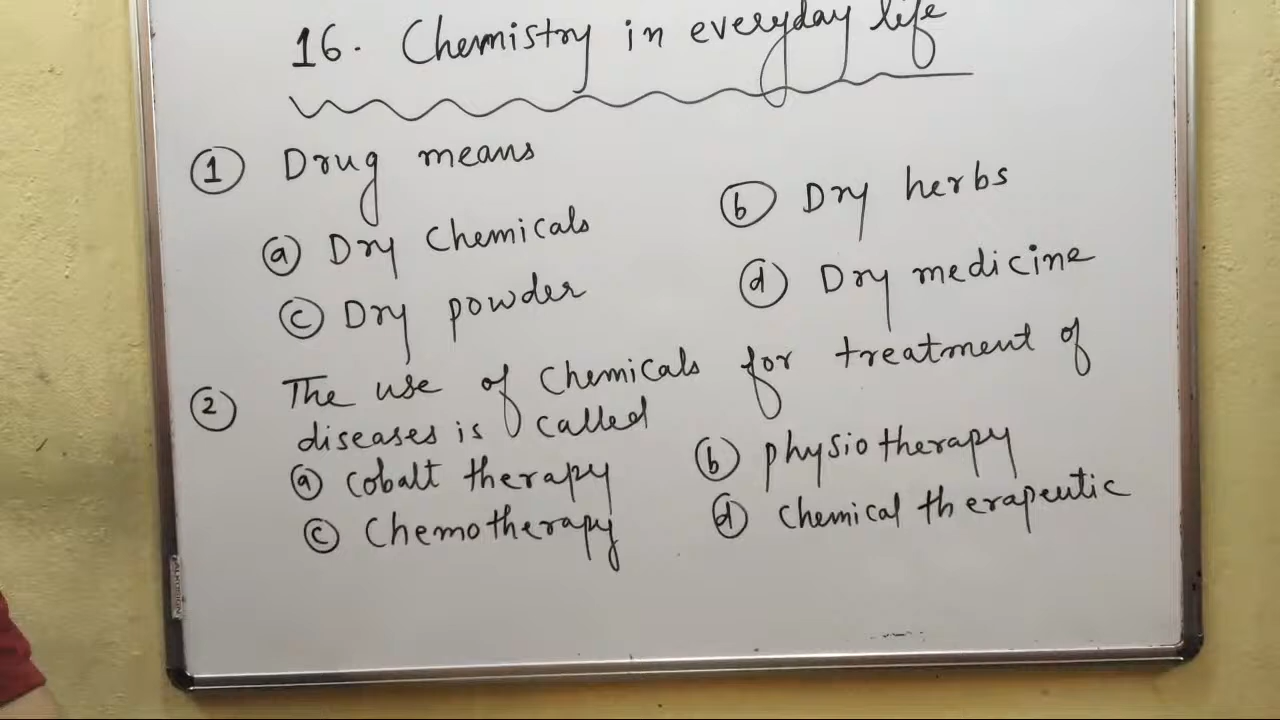 16. Chemistry in everyday life
① Drug means
ⓐ Dry Chemicals ⓑ Dry herbs
ⓒ Dry powder ⓓ Dry medicine
② The use of Chemicals for treatment of
diseases is called
ⓐ Cobalt therapy ⓑ physiotherapy
ⓒ Chemotherapy ⓓ Chemical therapeutic